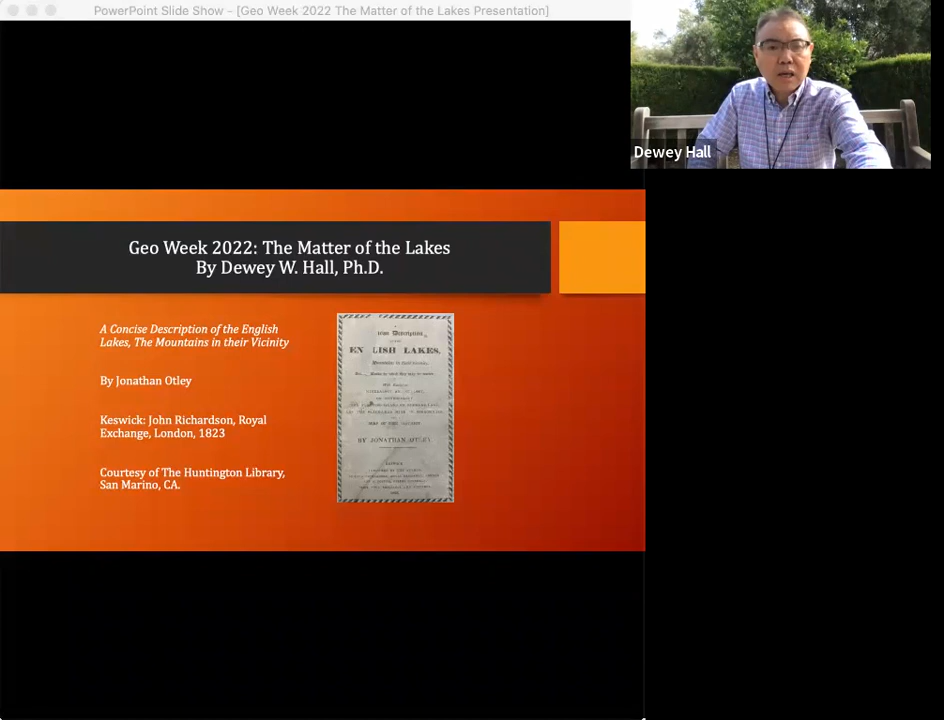 PowerPoint Slide Show - [Geo Week 2022 The Matter of the Lakes Presentation]
Dewey Hall
Geo Week 2022: The Matter of the Lakes
By Dewey W. Hall, Ph.D.
A Concise Description of the English
Lakes, The Mountains in their Vicinity
By Jonathan Otley
Keswick: John Richardson, Royal
Exchange, London, 1823
Courtesy of The Huntington Library,
San Marino, CA.
LAKES,
BY JONATHAN OTLEY